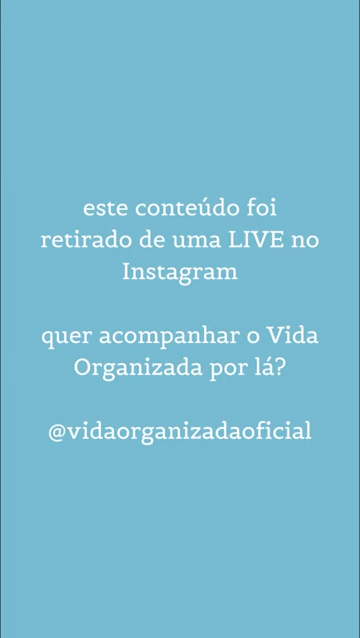 este conteúdo foi
retirado de uma LIVE no
Instagram
quer acompanhar o Vida
Organizada por lá?
@vidaorganizadaoficial